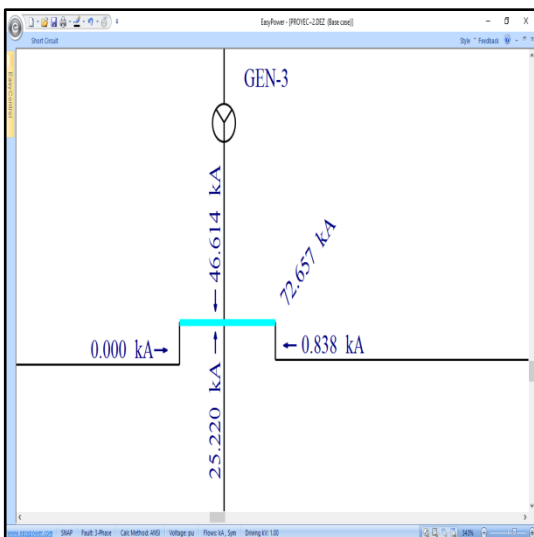 EasyPower - [PROYEC~2.DEZ (Base case)]
Short Circuit
Style
Feedback
EasyControl
GEN-3
46.614 kA
72.657 kA
0.000 kA
0.838 kA
25.220 kA
www.easypower.com SNAP Fault: 3-Phase Calc Method: ANSI Voltage: pu Flows: kA , Sym Driving kV: 1.00
540%